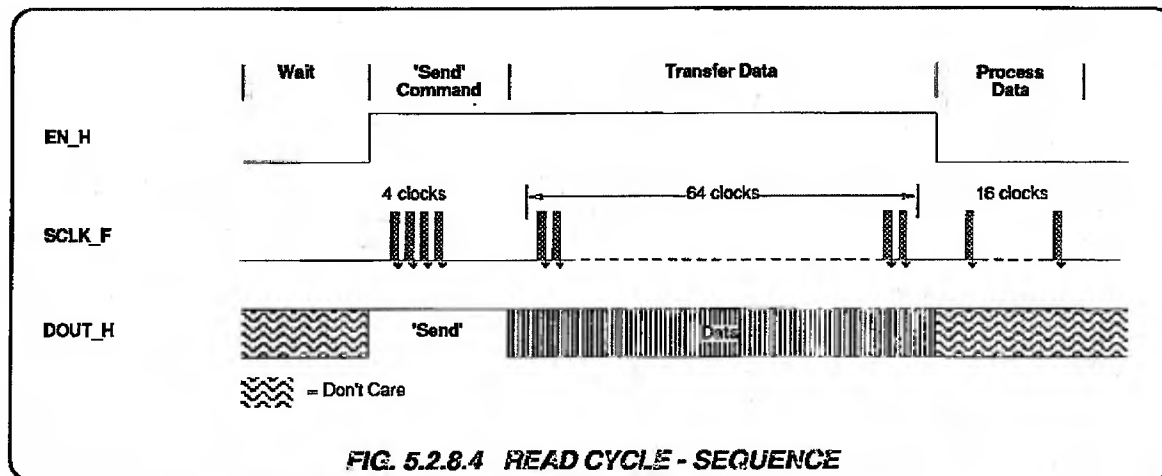 Wait 'Send' Transfer Data Process
Command Data
EN_H
4 clocks 64 clocks 16 clocks
SCLK_F
DOUT_H 'Send' Data
= Don't Care
FIG. 5.2.8.4 READ CYCLE - SEQUENCE